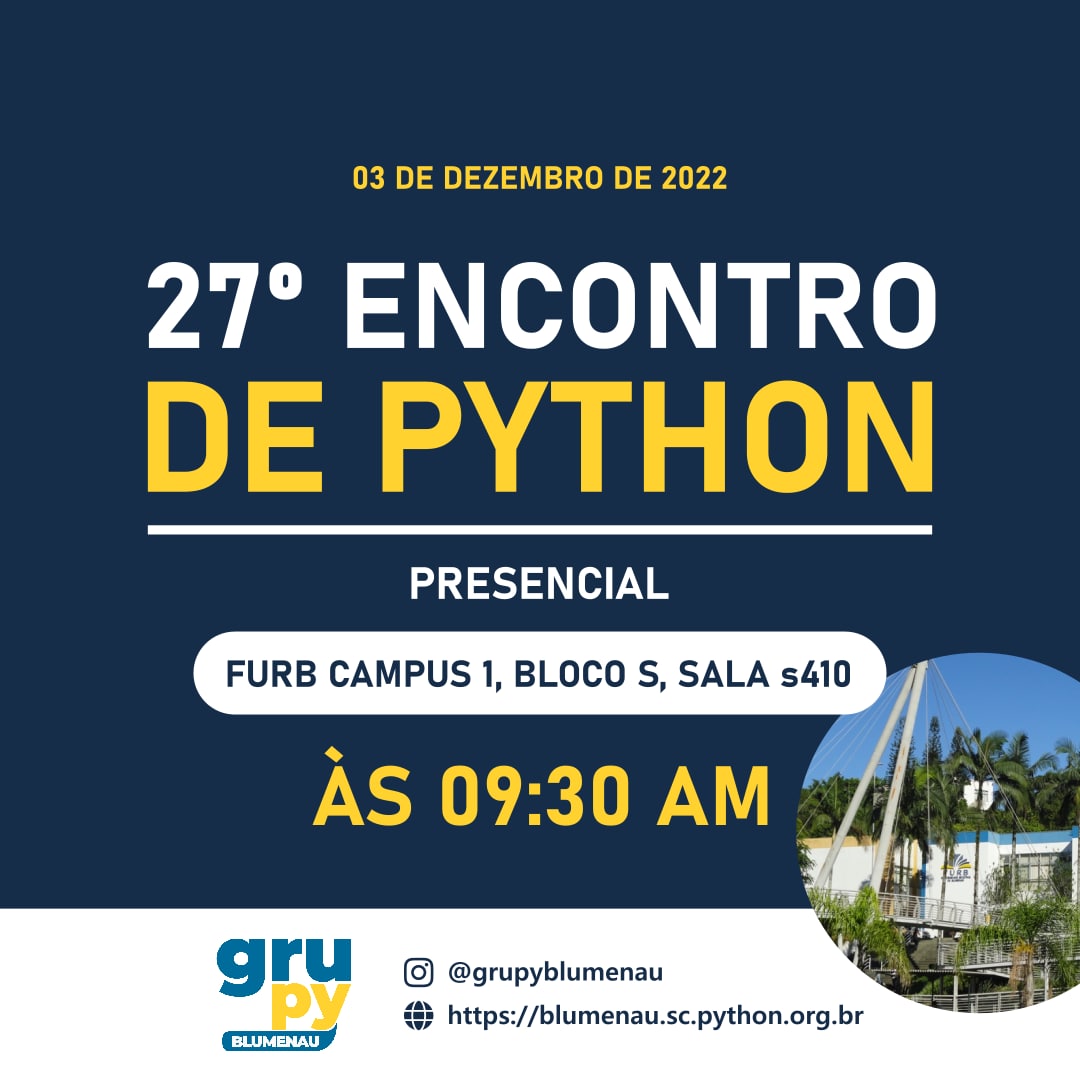 03 DE DEZEMBRO DE 2022
27º ENCONTRO
DE PYTHON
PRESENCIAL
FURB CAMPUS 1, BLOCO S, SALA s410
ÀS 09:30 AM
FURB
gru
py
BLUMENAU
@grupyblumenau
https://blumenau.sc.python.org.br